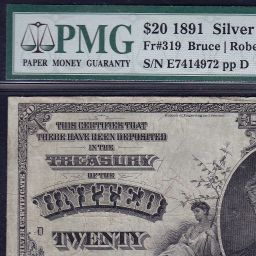 PMG
PAPER MONEY GUARANTY
$20 1891 Silver
Fr#319 Bruce | Robe
S/N E7414972 pp D
THIS CERTIFIES THAT
THERE HAVE BEEN DEPOSITED
IN THE
TREASURY
OF THE
UNITED
TWENTY